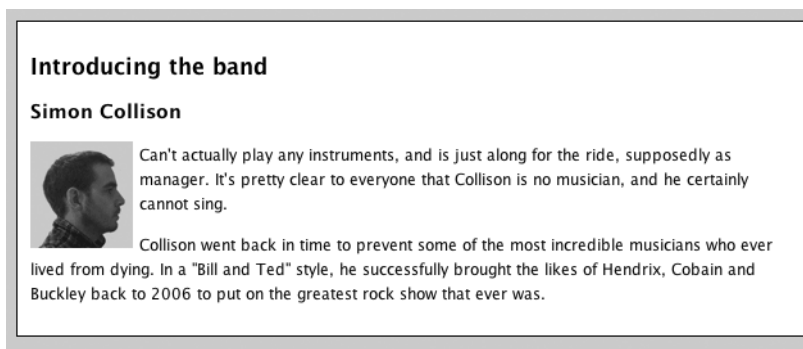 Introducing the band
Simon Collison
Can't actually play any instruments, and is just along for the ride, supposedly as
manager. It's pretty clear to everyone that Collison is no musician, and he certainly
cannot sing.
Collison went back in time to prevent some of the most incredible musicians who ever
lived from dying. In a "Bill and Ted" style, he successfully brought the likes of Hendrix, Cobain and
Buckley back to 2006 to put on the greatest rock show that ever was.